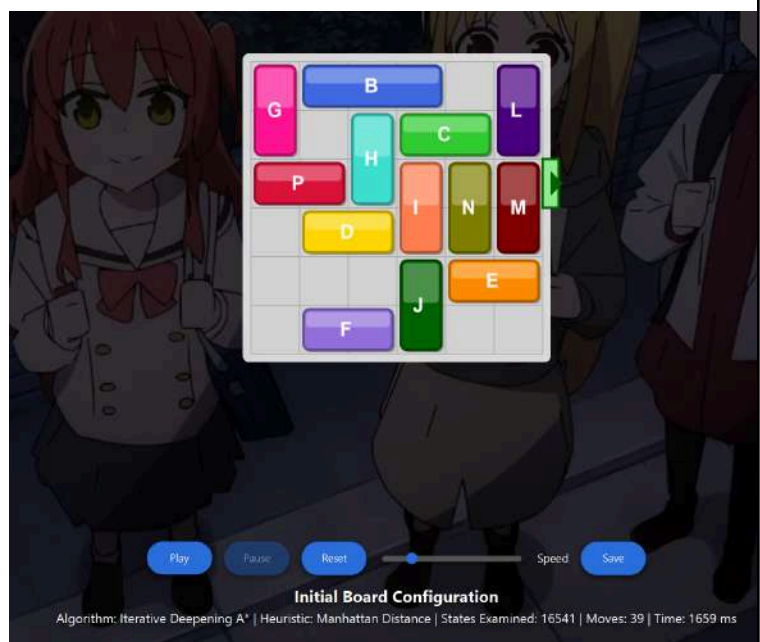 G B L
H C
P I N M
D
J E
F
Play Pause Reset Speed Save
Initial Board Configuration
Algorithm: Iterative Deepening A* | Heuristic: Manhattan Distance | States Examined: 16541 | Moves: 39 | Time: 1659 ms